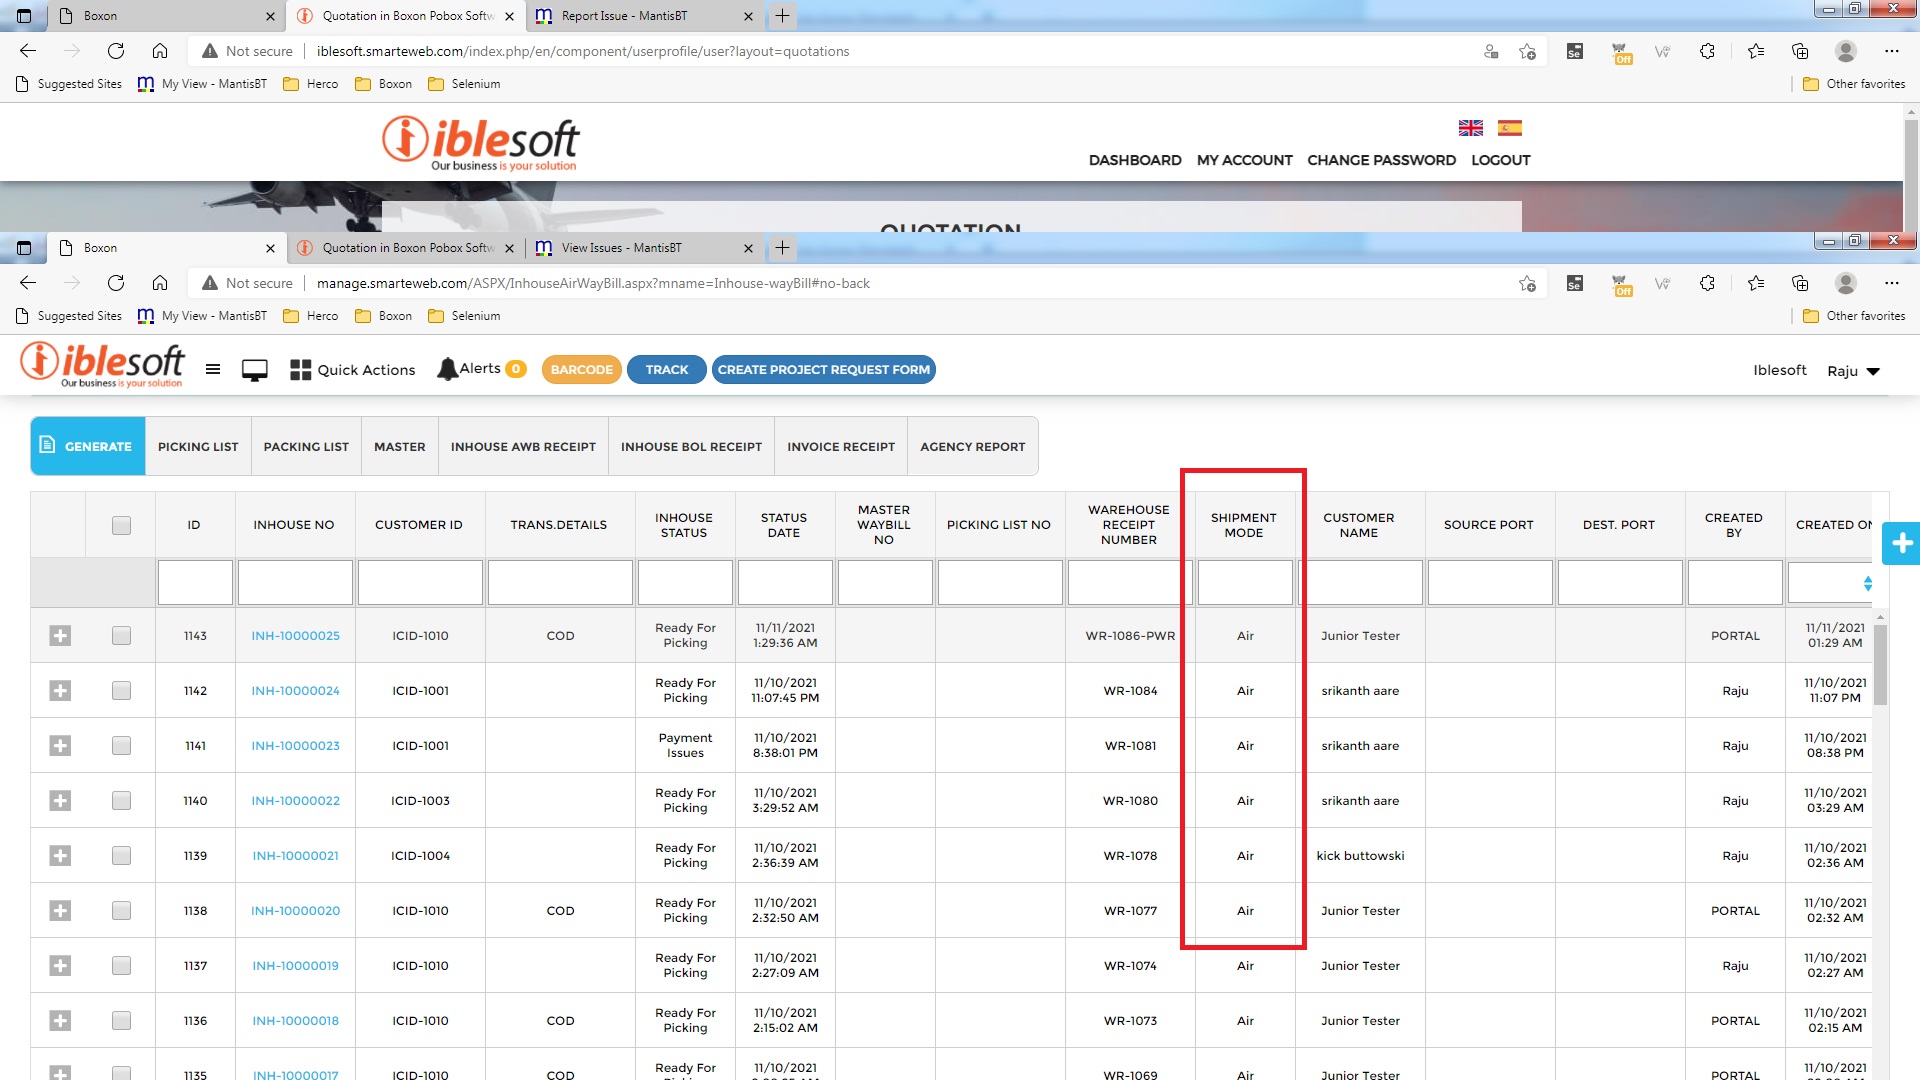 Boxon
Quotation in Boxon Pobox Softw
Report Issue - MantisBT
Not secure
iblesoft.smarteweb.com/index.php/en/component/userprofile/user?layout=quotations
Se
Off
Suggested Sites
My View - MantisBT
Herco
Boxon
Selenium
Other favorites
iblesoft
Our business is your solution
DASHBOARD MY ACCOUNT CHANGE PASSWORD LOGOUT
QUOTATION
Boxon
Quotation in Boxon Pobox Softw
View Issues - MantisBT
Not secure
manage.smarteweb.com/ASPX/InhouseAirWayBill.aspx?mname=Inhouse-wayBill#no-back
Se
Off
Suggested Sites
My View - MantisBT
Herco
Boxon
Selenium
Other favorites
iblesoft
Our business is your solution
Quick Actions
Alerts 0
BARCODE
TRACK
CREATE PROJECT REQUEST FORM
Iblesoft
Raju
GENERATE PICKING LIST PACKING LIST MASTER INHOUSE AWB RECEIPT INHOUSE BOL RECEIPT INVOICE RECEIPT AGENCY REPORT
ID
INHOUSE NO
CUSTOMER ID
TRANS.DETAILS
INHOUSE
STATUS
STATUS
DATE
MASTER
WAYBILL
NO
PICKING LIST NO
WAREHOUSE
RECEIPT
NUMBER
SHIPMENT
MODE
CUSTOMER
NAME
SOURCE PORT
DEST. PORT
CREATED
BY
CREATED ON
1143 INH-10000025 ICID-1010 COD Ready For Picking 11/11/2021 1:29:36 AM WR-1086-PWR Air Junior Tester PORTAL 11/11/2021 01:29 AM
1142 INH-10000024 ICID-1001 Ready For Picking 11/10/2021 11:07:45 PM WR-1084 Air srikanth aare Raju 11/10/2021 11:07 PM
1141 INH-10000023 ICID-1001 Payment Issues 11/10/2021 8:38:01 PM WR-1081 Air srikanth aare Raju 11/10/2021 08:38 PM
1140 INH-10000022 ICID-1003 Ready For Picking 11/10/2021 3:29:52 AM WR-1080 Air srikanth aare Raju 11/10/2021 03:29 AM
1139 INH-10000021 ICID-1004 Ready For Picking 11/10/2021 2:36:39 AM WR-1078 Air kick buttowski Raju 11/10/2021 02:36 AM
1138 INH-10000020 ICID-1010 COD Ready For Picking 11/10/2021 2:32:50 AM WR-1077 Air Junior Tester PORTAL 11/10/2021 02:32 AM
1137 INH-10000019 ICID-1010 Ready For Picking 11/10/2021 2:27:09 AM WR-1074 Air Junior Tester Raju 11/10/2021 02:27 AM
1136 INH-10000018 ICID-1010 COD Ready For Picking 11/10/2021 2:15:02 AM WR-1073 Air Junior Tester PORTAL 11/10/2021 02:15 AM
1135 INH-10000017 ICID-1010 COD Ready For 11/10/2021 WR-1069 Air Junior Tester PORTAL 11/10/2021